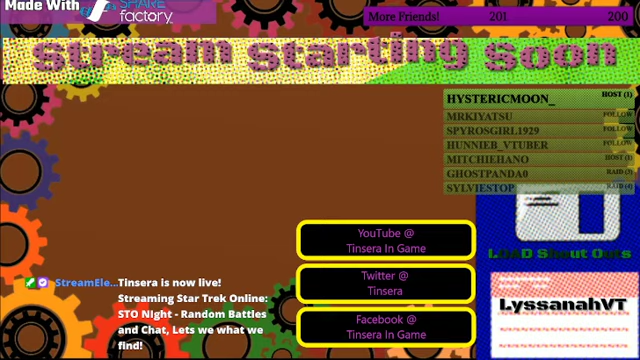 Made With SHARE factory™
More Friends! 201 200
Stream Starting Soon
HYSTERICMOON_ HOST (1)
MRKIYATSU FOLLOW
SPYROSGIRL1929 FOLLOW
HUNNIEB_VTUBER FOLLOW
MITCHIEHANO HOST (1)
GHOSTPANDA0 RAID (3)
SYLVIESTOP RAID (4)
YouTube @
Tinsera In Game
Twitter @
Tinsera
Facebook @
Tinsera In Game
LOAD Shout Outs
LyssanahVT
StreamEle... Tinsera is now live!
Streaming Star Trek Online:
STO NIght - Random Battles
and Chat, Lets we what we
find!